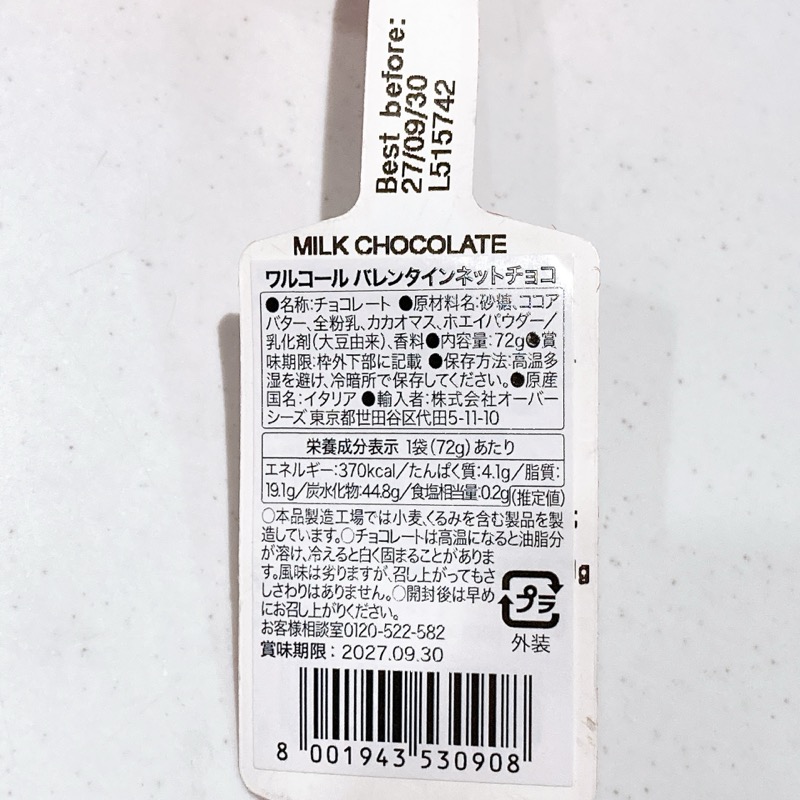 Best before:
27/09/30
L515742
MILK CHOCOLATE
ワルコール バレンタインネットチョコ
●名称:チョコレート ●原材料名:砂糖、ココア
バター、全粉乳、カカオマス、ホエイパウダー／
乳化剤(大豆由来)、香料●内容量:72g●賞
味期限:枠外下部に記載 ●保存方法:高温多
湿を避け、冷暗所で保存してください。●原産
国名:イタリア ●輸入者:株式会社オーバー
シーズ 東京都世田谷区代田5-11-10
栄養成分表示 1袋(72g)あたり
エネルギー:370kcal／たんぱく質:4.1g／脂質:
19.1g／炭水化物:44.8g／食塩相当量:0.2g(推定値)
○本品製造工場では小麦、くるみを含む製品を製
造しています。○チョコレートは高温になると油脂分
が溶け、冷えると白く固まることがありま
す。風味は劣りますが、召し上がってもさ
しさわりはありません。○開封後は早め
にお召し上がりください。
お客様相談室0120-522-582
賞味期限：2027.09.30
プラ
外装
g
8 001943 530908